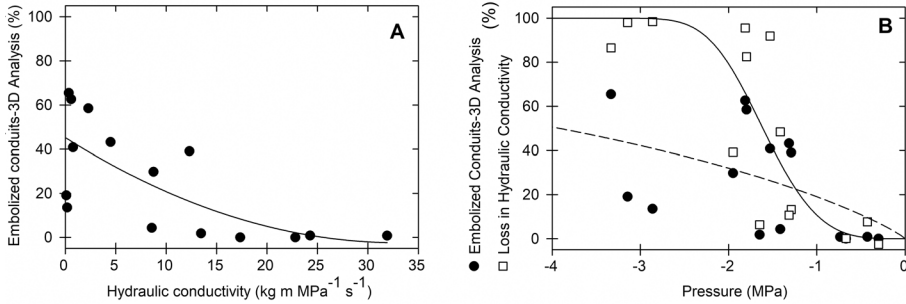 A
Embolized conduits-3D Analysis (%)
100
80
60
40
20
0
0 5 10 15 20 25 30 35
Hydraulic conductivity (kg m MPa⁻¹ s⁻¹)
B
● Embolized Conduits-3D Analysis
□ Loss in Hydraulic Conductivity
(%)
100
80
60
40
20
0
-4 -3 -2 -1 0
Pressure (MPa)